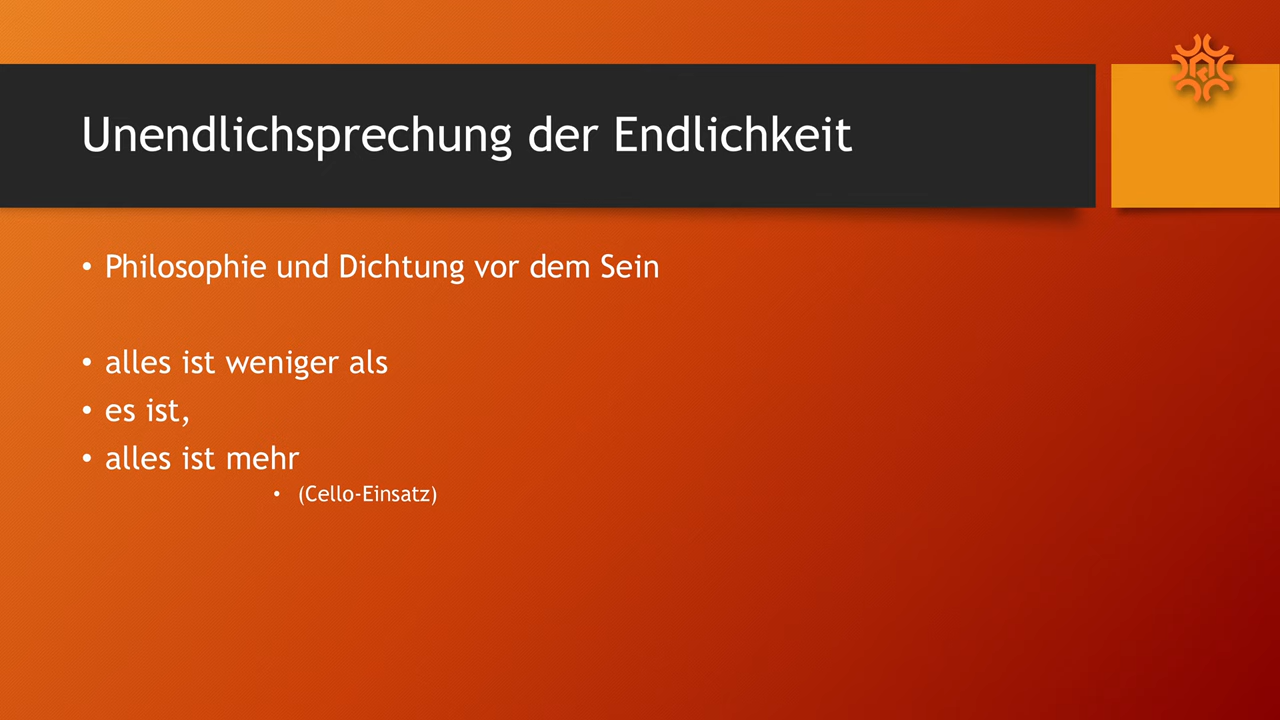 Unendlichsprechung der Endlichkeit
• Philosophie und Dichtung vor dem Sein
• alles ist weniger als
• es ist,
• alles ist mehr
• (Cello-Einsatz)